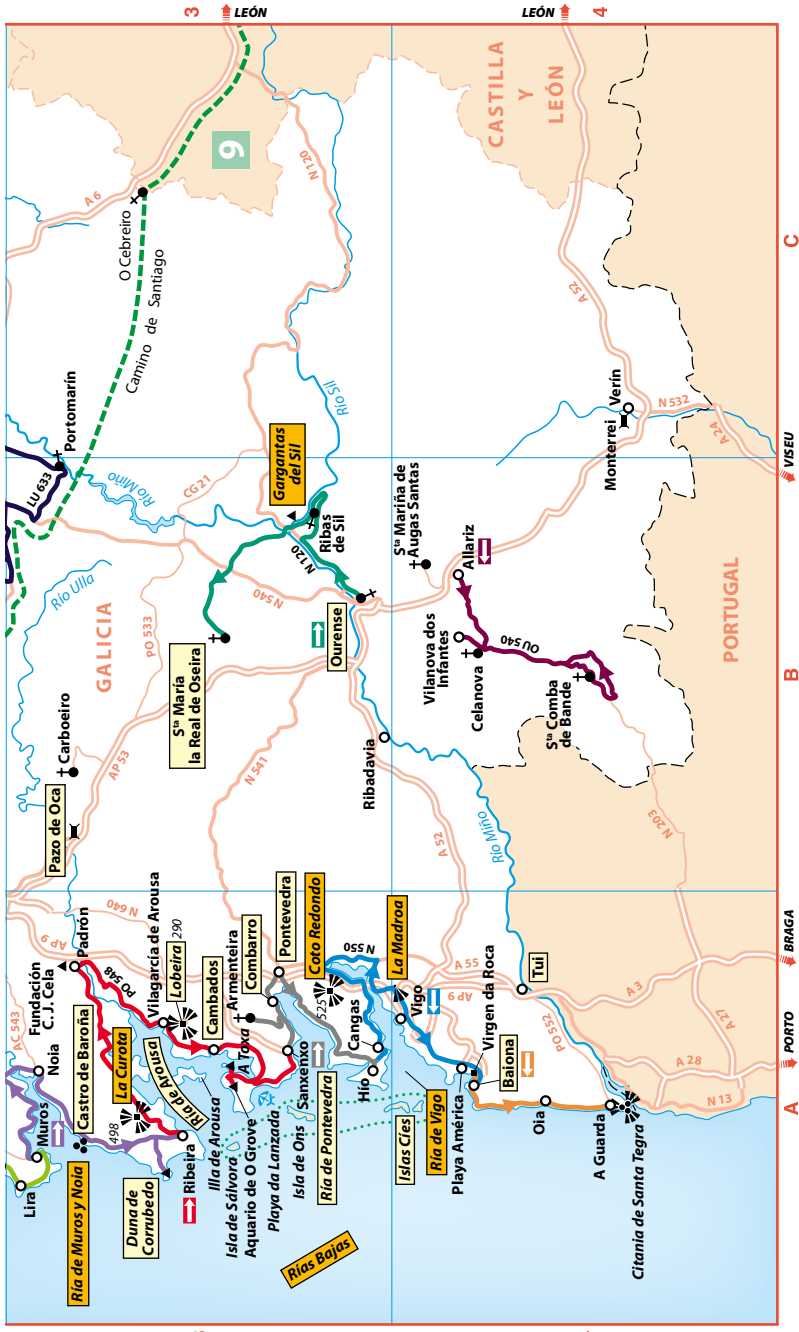 3
LEÓN
4
LEÓN
A 6
O Cebreiro
Camino de Santiago
9
N 120
CASTILLA
Y
LEÓN
A 52
C
Portomarín
LU 633
Río Miño
CG 21
Río Sil
Gargantas
del Sil
Ribas
de Sil
N 120
Verín
Monterrei
N 532
A 24
VISEU
Río Ulla
GALICIA
PO 533
N 540
Sta María
la Real de Oseira
Ourense
Sta Mariña de
Augas Santas
Allariz
Vilanova dos
Infantes
Celanova
OU 540
Sta Comba
de Bande
PORTUGAL
B
Carboeiro
Pazo de Oca
AP 53
N 541
Ribadavia
A 52
Río Miño
N 203
AC 543
Fundación
C. J. Cela
Padrón
AP 9
N 640
PO 548
Vilagarcía de Arousa
Lobeira 290
Cambados
Armenteira
Combarro
Pontevedra
Coto Redondo
525
N 550
La Madroa
Vigo
A 55
AP 9
Tui
A 3
BRAGA
Noia
Muros
Lira
Castro de Baroña
La Curota
498
Ría de Arousa
Ría de Muros y Noia
Duna de
Corrubedo
Ribeira
Illa de Arousa
Isla de Sálvora
A Toxa
Aquario de O Grove
Playa da Lanzada
Sanxenxo
Isla de Ons
Ría de Pontevedra
Cangas
Hío
Islas Cíes
Ría de Vigo
Playa América
Virgen da Roca
Baiona
Oia
A Guarda
Citania de Santa Tegra
PO 552
A 27
A 28
N 13
PORTO
A
Rías Bajas